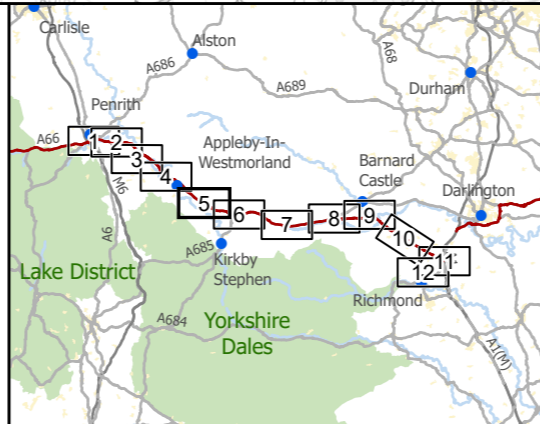 Carlisle
Alston
A68
A686
A689
Durham
Penrith
A66
1
2
3
4
Appleby-In-
Westmorland
Barnard
Castle
Darlington
M6
5
6
7
8
9
10
11
12
A6
A685
Kirkby
Stephen
Lake District
Richmond
A684
Yorkshire
Dales
A1(M)